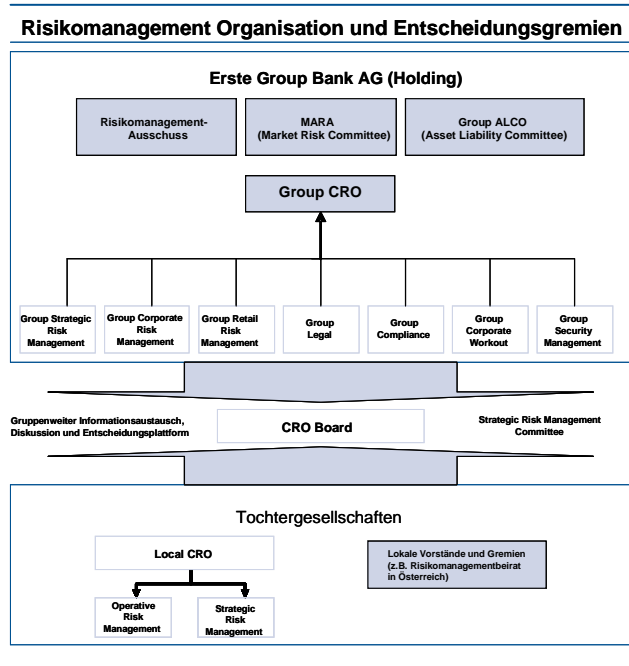 Risikomanagement Organisation und Entscheidungsgremien
Erste Group Bank AG (Holding)
Risikomanagement-
Ausschuss
MARA
(Market Risk Committee)
Group ALCO
(Asset Liability Committee)
Group CRO
Group Strategic
Risk
Management
Group Corporate
Risk
Management
Group Retail
Risk
Management
Group
Legal
Group
Compliance
Group
Corporate
Workout
Group
Security
Management
Gruppenweiter Informationsaustausch,
Diskussion und Entscheidungsplattform
CRO Board
Strategic Risk Management
Committee
Tochtergesellschaften
Local CRO
Lokale Vorstände und Gremien
(z.B. Risikomanagementbeirat
in Österreich)
Operative
Risk
Management
Strategic
Risk
Management